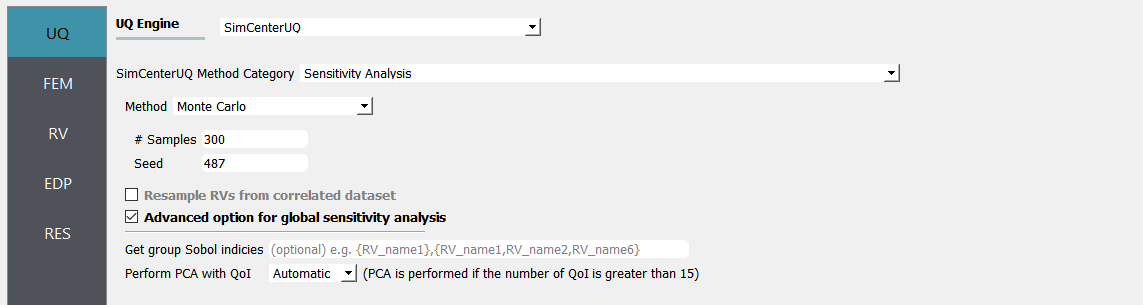 UQ
FEM
RV
EDP
RES
UQ Engine SimCenterUQ
SimCenterUQ Method Category Sensitivity Analysis
Method Monte Carlo
# Samples 300
Seed 487
Resample RVs from correlated dataset
Advanced option for global sensitivity analysis
Get group Sobol indicies (optional) e.g. {RV_name1},{RV_name1,RV_name2,RV_name6}
Perform PCA with QoI Automatic (PCA is performed if the number of QoI is greater than 15)